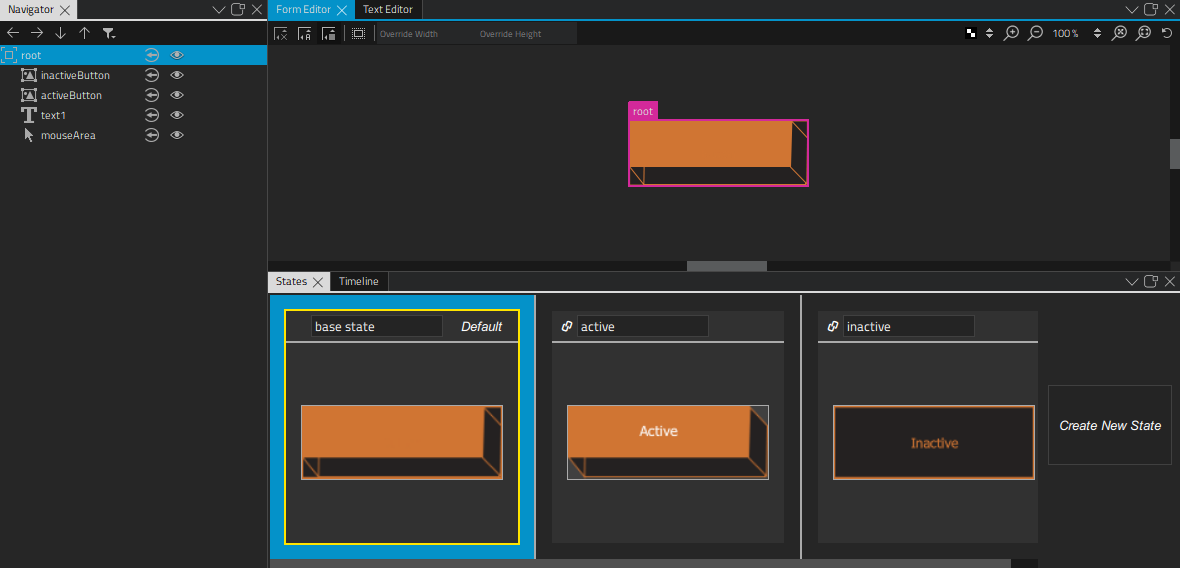 Navigator
Form Editor
Text Editor
Override Width
Override Height
100 %
root
inactiveButton
activeButton
text1
mouseArea
root
States
Timeline
base state
Default
active
inactive
Active
Inactive
Create New State